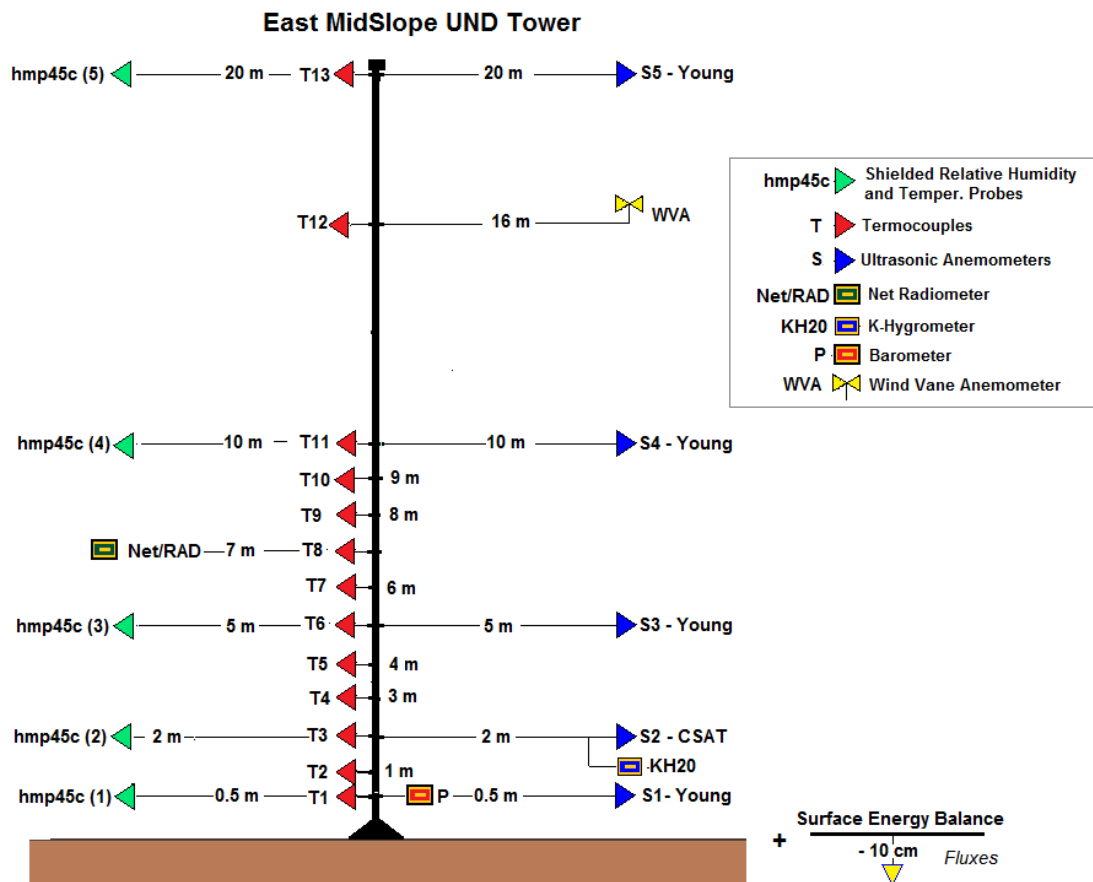 East MidSlope UND Tower
hmp45c (5) 20 m T13 20 m S5 - Young
T12 16 m WVA
hmp45c Shielded Relative Humidity
and Temper. Probes
T Termocouples
S Ultrasonic Anemometers
Net/RAD Net Radiometer
KH20 K-Hygrometer
P Barometer
WVA Wind Vane Anemometer
hmp45c (4) 10 m T11 10 m S4 - Young
T10 9 m
T9 8 m
Net/RAD 7 m T8
T7 6 m
hmp45c (3) 5 m T6 5 m S3 - Young
T5 4 m
T4 3 m
hmp45c (2) 2 m T3 2 m S2 - CSAT
KH20
T2 1 m
hmp45c (1) 0.5 m T1 P 0.5 m S1- Young
+ Surface Energy Balance
- 10 cm Fluxes